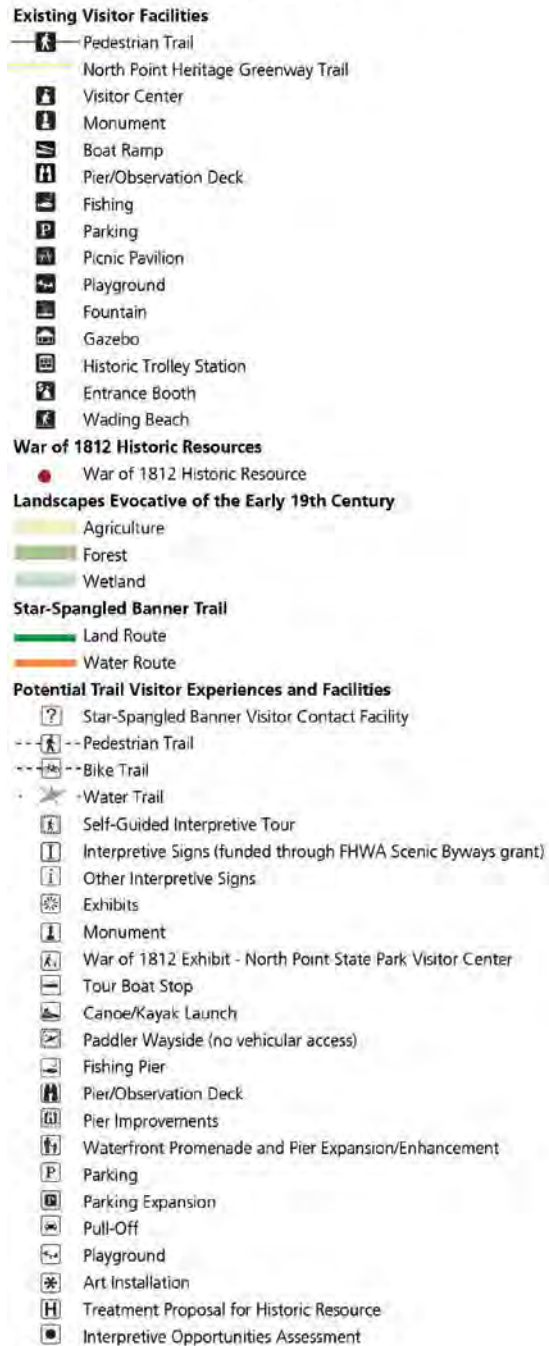 Existing Visitor Facilities
Pedestrian Trail
North Point Heritage Greenway Trail
Visitor Center
Monument
Boat Ramp
Pier/Observation Deck
Fishing
P Parking
Picnic Pavilion
Playground
Fountain
Gazebo
Historic Trolley Station
Entrance Booth
Wading Beach
War of 1812 Historic Resources
War of 1812 Historic Resource
Landscapes Evocative of the Early 19th Century
Agriculture
Forest
Wetland
Star-Spangled Banner Trail
Land Route
Water Route
Potential Trail Visitor Experiences and Facilities
? Star-Spangled Banner Visitor Contact Facility
Pedestrian Trail
Bike Trail
Water Trail
Self-Guided Interpretive Tour
I Interpretive Signs (funded through FHWA Scenic Byways grant)
i Other Interpretive Signs
Exhibits
Monument
War of 1812 Exhibit - North Point State Park Visitor Center
Tour Boat Stop
Canoe/Kayak Launch
Paddler Wayside (no vehicular access)
Fishing Pier
Pier/Observation Deck
Pier Improvements
Waterfront Promenade and Pier Expansion/Enhancement
P Parking
P Parking Expansion
Pull-Off
Playground
Art Installation
H Treatment Proposal for Historic Resource
Interpretive Opportunities Assessment